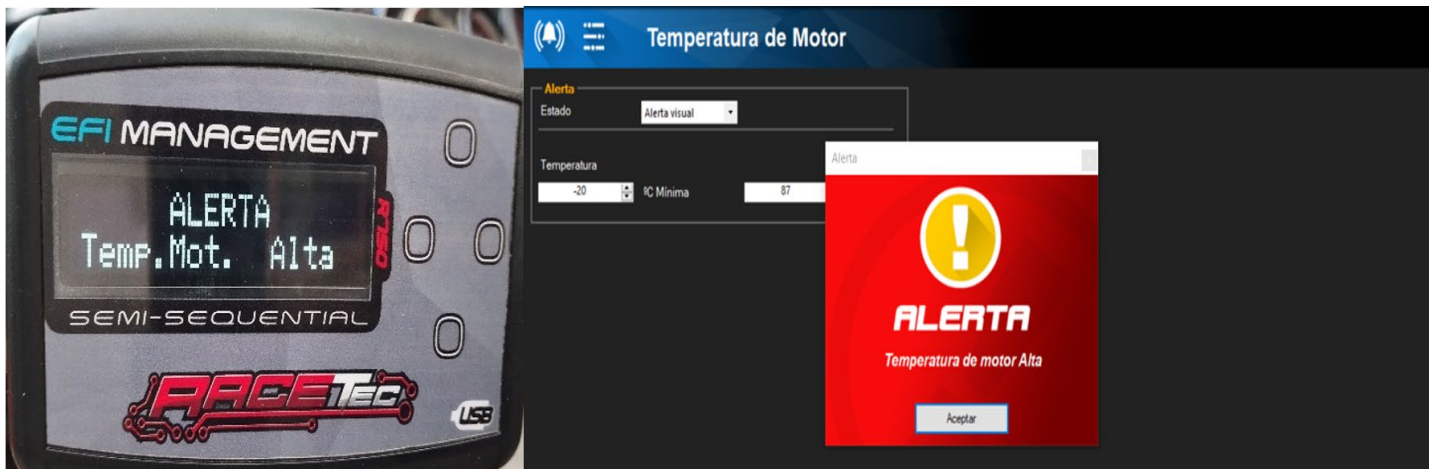 EFI MANAGEMENT
ALERTA
Temp.Mot. Alta
R750
SEMI-SEQUENTIAL
RACETEC
USB
Temperatura de Motor
Alerta
Estado
Alerta visual
Temperatura
-20
ºC Mínima
87
Alerta
ALERTA
Temperatura de motor Alta
Aceptar